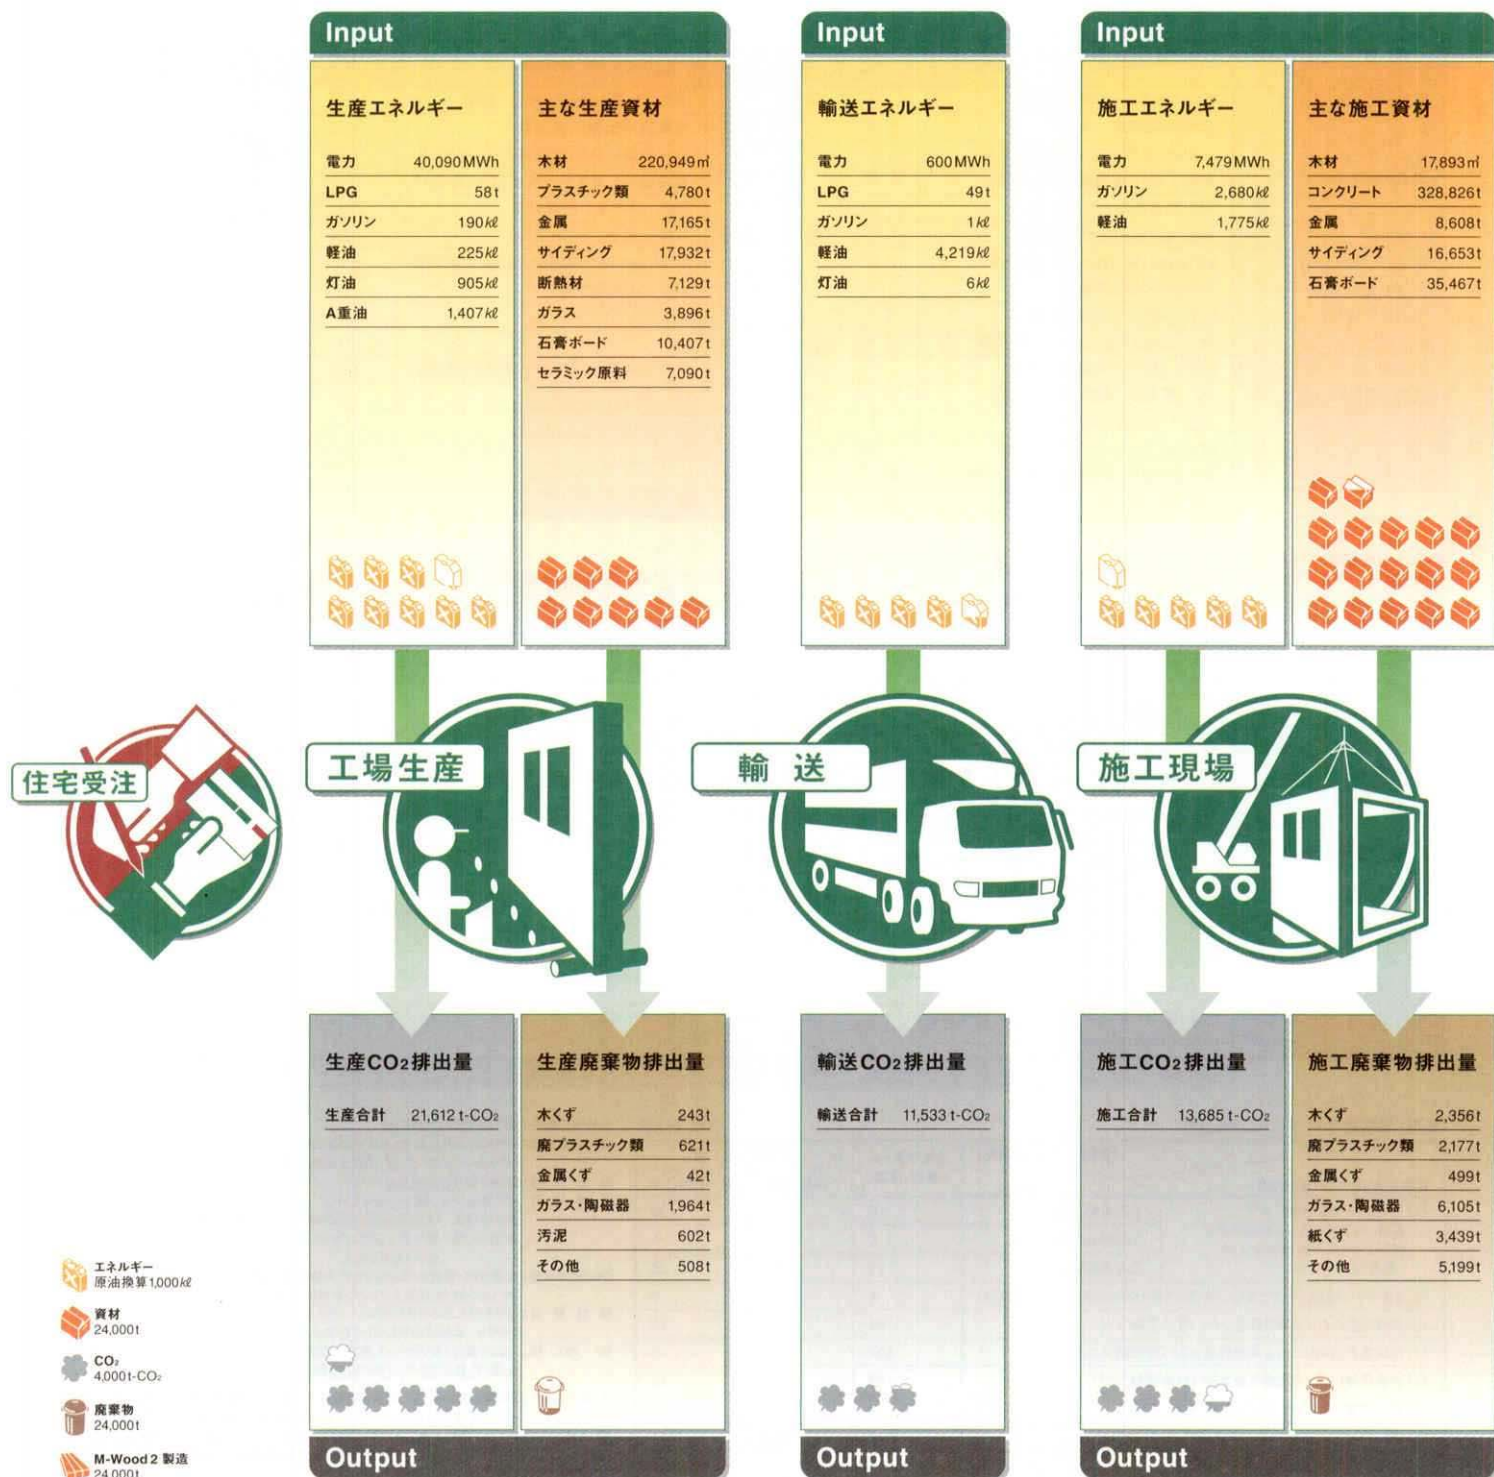 Input
生産エネルギー
電力 40,090MWh
LPG 58t
ガソリン 190kℓ
軽油 225kℓ
灯油 905kℓ
A重油 1,407kℓ
主な生産資材
木材 220,949㎥
プラスチック類 4,780t
金属 17,165t
サイディング 17,932t
断熱材 7,129t
ガラス 3,896t
石膏ボード 10,407t
セラミック原料 7,090t
Input
輸送エネルギー
電力 600MWh
LPG 49t
ガソリン 1kℓ
軽油 4,219kℓ
灯油 6kℓ
Input
施工エネルギー
電力 7,479MWh
ガソリン 2,680kℓ
軽油 1,775kℓ
主な施工資材
木材 17,893㎥
コンクリート 328,826t
金属 8,608t
サイディング 16,653t
石膏ボード 35,467t
住宅受注
工場生産
輸送
施工現場
生産CO₂排出量
生産合計 21,612 t-CO₂
生産廃棄物排出量
木くず 243t
廃プラスチック類 621t
金属くず 42t
ガラス・陶磁器 1,964t
汚泥 602t
その他 508t
Output
輸送CO₂排出量
輸送合計 11,533 t-CO₂
Output
施工CO₂排出量
施工合計 13,685 t-CO₂
施工廃棄物排出量
木くず 2,356t
廃プラスチック類 2,177t
金属くず 499t
ガラス・陶磁器 6,105t
紙くず 3,439t
その他 5,199t
Output
エネルギー
原油換算1,000kℓ
資材
24,000t
CO₂
4,000t-CO₂
廃棄物
24,000t
M-Wood 2 製造
24,000t